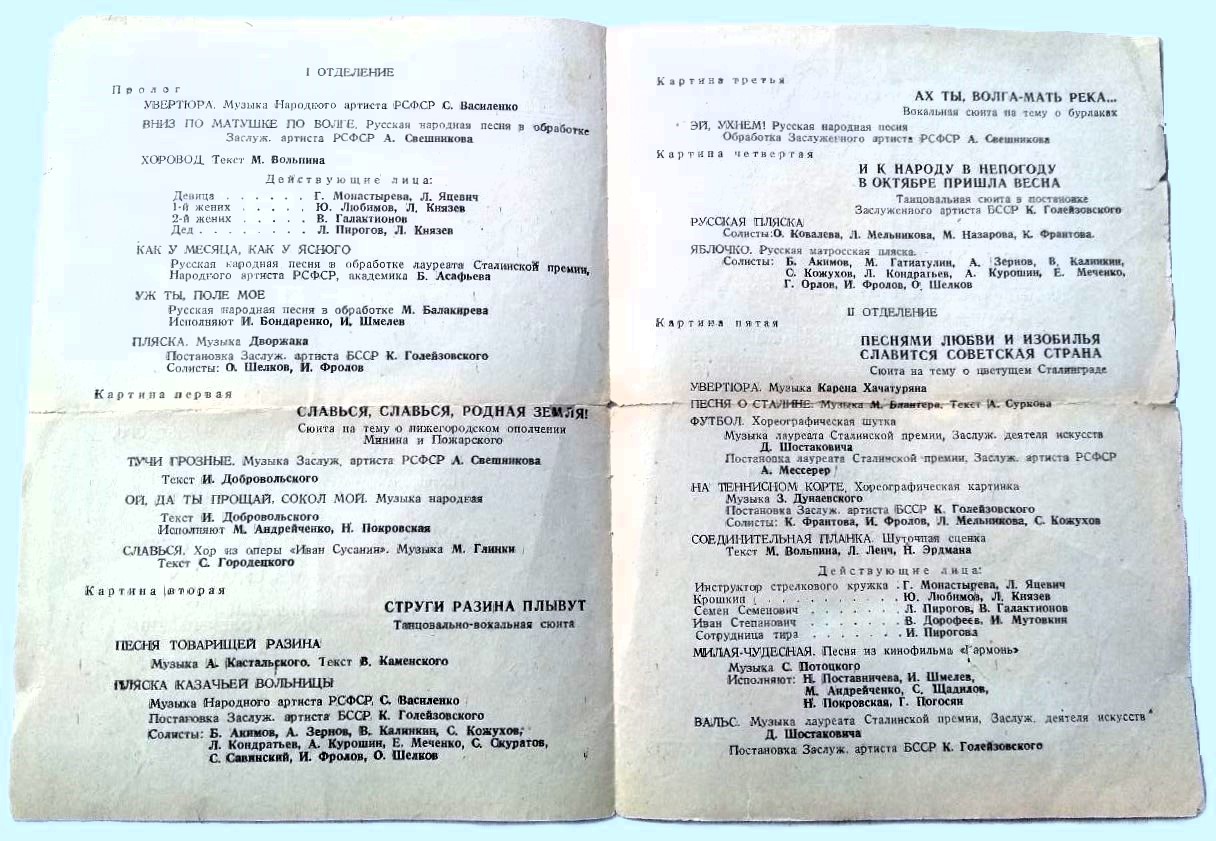 I ОТДЕЛЕНИЕ
Пролог
УВЕРТЮРА. Музыка Народного артиста РСФСР С. Василенко
ВНИЗ ПО МАТУШКЕ ПО ВОЛГЕ. Русская народная песня в обработке
Заслуж. артиста РСФСР А. Свешникова
ХОРОВОД. Текст М. Вольпина
Действующие лица:
Девица . . . . . . Г. Монастырева, Л. Яцевич
1-й жених . . . . . Ю. Любимов, Л. Князев
2-й жених . . . . . В. Галактионов
Дед . . . . . . . . Л. Пирогов, Л. Князев
КАК У МЕСЯЦА, КАК У ЯСНОГО
Русская народная песня в обработке лауреата Сталинской премии,
Народного артиста РСФСР, академика Б. Асафьева
УЖ ТЫ, ПОЛЕ МОЕ
Русская народная песня в обработке М. Балакирева
Исполняют И. Бондаренко, И. Шмелев
ПЛЯСКА. Музыка Дворжака
Постановка Заслуж. артиста БССР К. Голейзовского
Солисты: О. Шелков, И. Фролов
Картина первая
СЛАВЬСЯ, СЛАВЬСЯ, РОДНАЯ ЗЕМЛЯ!
Сюита на тему о нижегородском ополчении
Минина и Пожарского
ТУЧИ ГРОЗНЫЕ. Музыка Заслуж. артиста РСФСР А. Свешникова
Текст И. Добровольского
ОЙ, ДА ТЫ ПРОЩАЙ, СОКОЛ МОЙ. Музыка народная
Текст И. Добровольского
Исполняют М. Андрейченко, Н. Покровская
СЛАВЬСЯ. Хор из оперы «Иван Сусанин». Музыка М. Глинки
Текст С. Городецкого
Картина вторая
СТРУГИ РАЗИНА ПЛЫВУТ
Танцовально-вокальная сюита
ПЕСНЯ ТОВАРИЩЕЙ РАЗИНА
Музыка А. Кастальского. Текст В. Каменского
ПЛЯСКА КАЗАЧЬЕЙ ВОЛЬНИЦЫ
Музыка Народного артиста РСФСР С. Василенко
Постановка Заслуж. артиста БССР К. Голейзовского
Солисты: Б. Акимов, А. Зернов, В. Калинкин, С. Кожухов,
Л. Кондратьев, А. Курошин, Е. Меченко, С. Скуратов,
С. Савинский, И. Фролов, О. Шелков
Картина третья
АХ ТЫ, ВОЛГА-МАТЬ РЕКА...
Вокальная сюита на тему о бурлаках
ЭЙ, УХНЕМ! Русская народная песня
Обработка Заслуженного артиста РСФСР А. Свешникова
Картина четвертая
И К НАРОДУ В НЕПОГОДУ
В ОКТЯБРЕ ПРИШЛА ВЕСНА
Танцовальная сюита в постановке
Заслуженного артиста БССР К. Голейзовского
РУССКАЯ ПЛЯСКА
Солисты: О. Ковалева, Л. Мельникова, М. Назарова, К. Франтова.
ЯБЛОЧКО. Русская матросская пляска.
Солисты: Б. Акимов, М. Гатиатулин, А. Зернов, В. Калинкин,
С. Кожухов, Л. Кондратьев, А. Курошин, Е. Меченко,
Г. Орлов, И. Фролов, О. Шелков
II ОТДЕЛЕНИЕ
Картина пятая
ПЕСНЯМИ ЛЮБВИ И ИЗОБИЛЬЯ
СЛАВИТСЯ СОВЕТСКАЯ СТРАНА
Сюита на тему о цветущем Сталинграде
УВЕРТЮРА. Музыка Карена Хачатуряна
ПЕСНЯ О СТАЛИНЕ. Музыка М. Блантера. Текст А. Суркова
ФУТБОЛ. Хореографическая шутка
Музыка лауреата Сталинской премии, Заслуж. деятеля искусств
Д. Шостаковича
Постановка лауреата Сталинской премии, Заслуж. артиста РСФСР
А. Мессерер
НА ТЕННИСНОМ КОРТЕ. Хореографическая картинка
Музыка З. Дунаевского
Постановка Заслуж. артиста БССР К. Голейзовского
Солисты: К. Франтова, И. Фролов, Л. Мельникова, С. Кожухов
СОЕДИНИТЕЛЬНАЯ ПЛАНКА. Шуточная сценка
Текст М. Вольпина, Л. Ленч, Н. Эрдмана
Действующие лица:
Инструктор стрелкового кружка . Г. Монастырева, Л. Яцевич
Крошкин . . . . . . . . . . Ю. Любимов, Л. Князев
Семен Семенович . . . . . . . Л. Пирогов, В. Галактионов
Иван Степанович . . . . . . . В. Дорофеев, И. Мутовкин
Сотрудница тира . . . . . . . И. Пирогова
МИЛАЯ-ЧУДЕСНАЯ. Песня из кинофильма «Гармонь»
Музыка С. Потоцкого
Исполняют: Н. Поставничева, И. Шмелев,
М. Андрейченко, С. Щадилов,
Н. Покровская, Г. Погосян
ВАЛЬС. Музыка лауреата Сталинской премии, Заслуж. деятеля искусств
Д. Шостаковича
Постановка Заслуж. артиста БССР К. Голейзовского